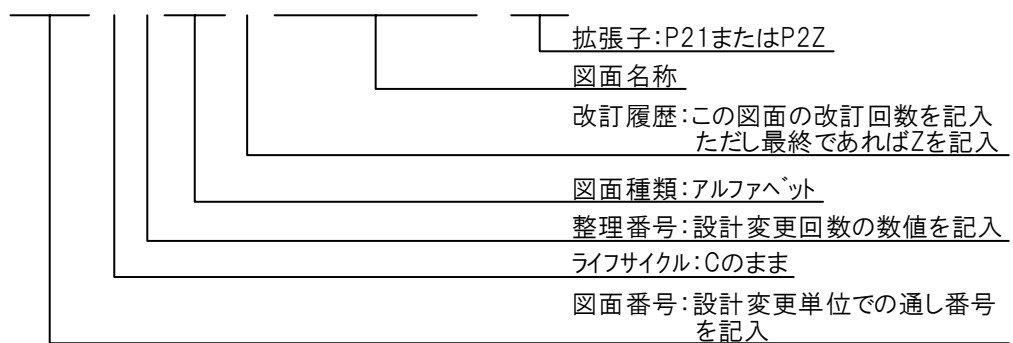 拡張子:P21またはP2Z
図面名称
改訂履歴:この図面の改訂回数を記入
ただし最終であればZを記入
図面種類:アルファベット
整理番号:設計変更回数の数値を記入
ライフサイクル:Cのまま
図面番号:設計変更単位での通し番号
を記入